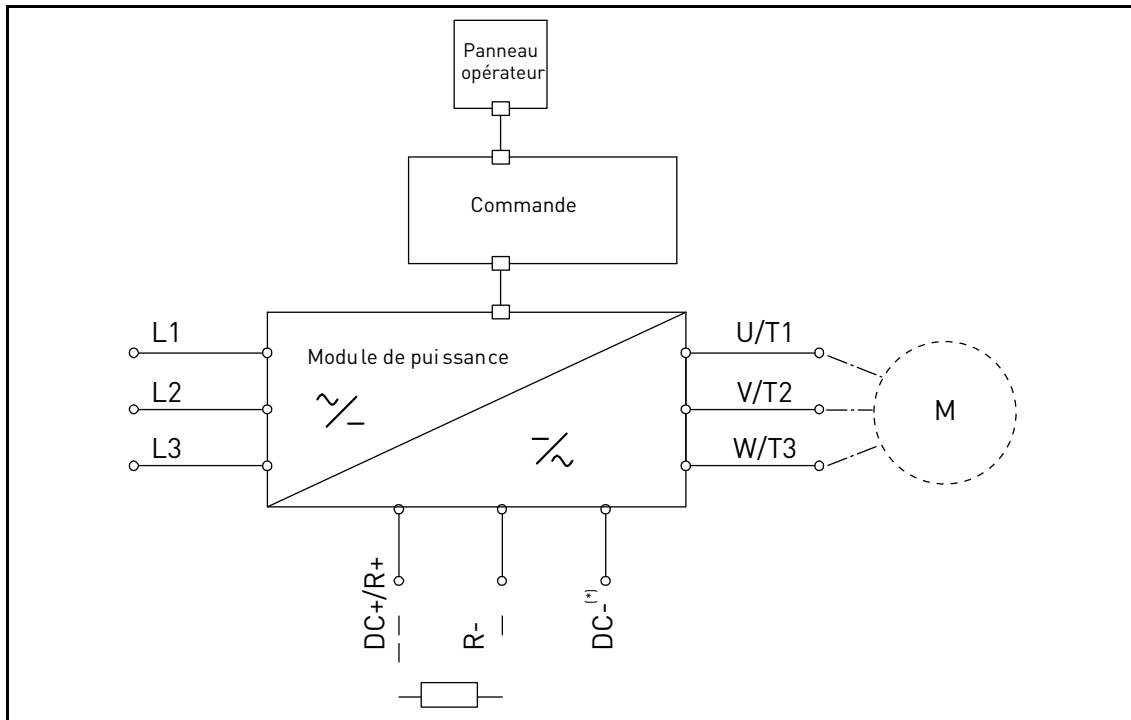 Panneau
opérateur
Commande
Module de puissance
L1
L2
L3
U/T1
V/T2
W/T3
M
DC+/R+
R-
DC-(*)